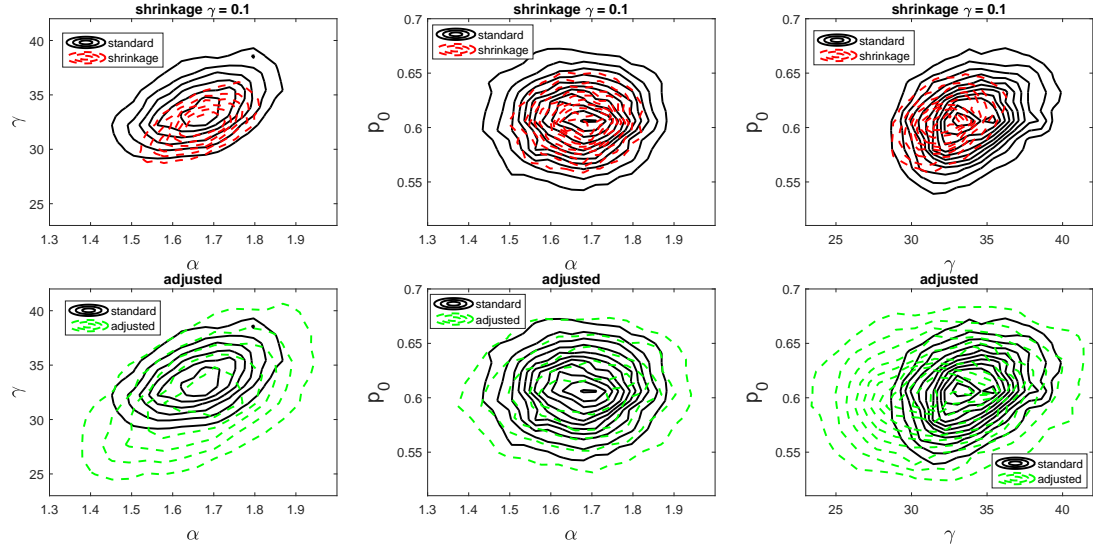 shrinkage γ = 0.1
standard
shrinkage
40
35
30
25
γ
1.3 1.4 1.5 1.6 1.7 1.8 1.9
α
shrinkage γ = 0.1
standard
shrinkage
0.7
0.65
0.6
0.55
p0
1.3 1.4 1.5 1.6 1.7 1.8 1.9
α
shrinkage γ = 0.1
standard
shrinkage
0.7
0.65
0.6
0.55
p0
25 30 35 40
γ
adjusted
standard
adjusted
40
35
30
25
γ
1.3 1.4 1.5 1.6 1.7 1.8 1.9
α
adjusted
standard
adjusted
0.7
0.65
0.6
0.55
p0
1.3 1.4 1.5 1.6 1.7 1.8 1.9
α
adjusted
0.7
0.65
0.6
0.55
p0
standard
adjusted
25 30 35 40
γ